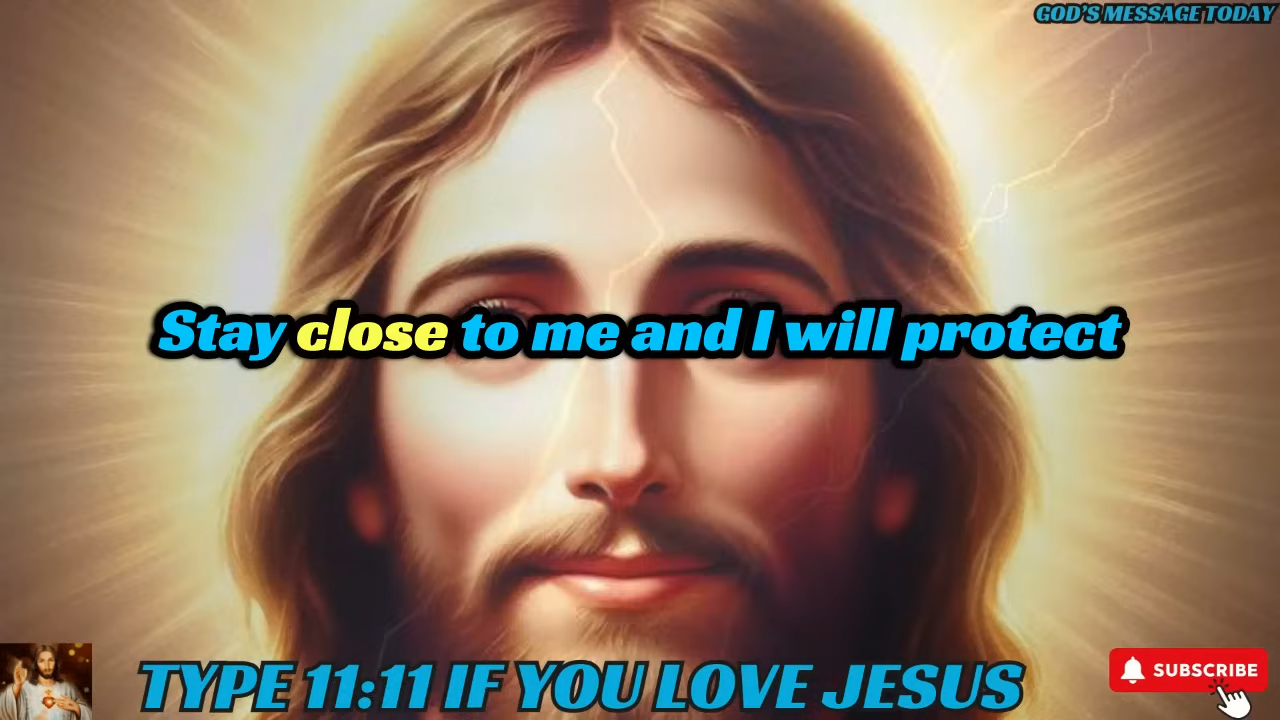 GOD'S MESSAGE TODAY
Stay close to me and I will protect
TYPE 11:11 IF YOU LOVE JESUS
SUBSCRIBE